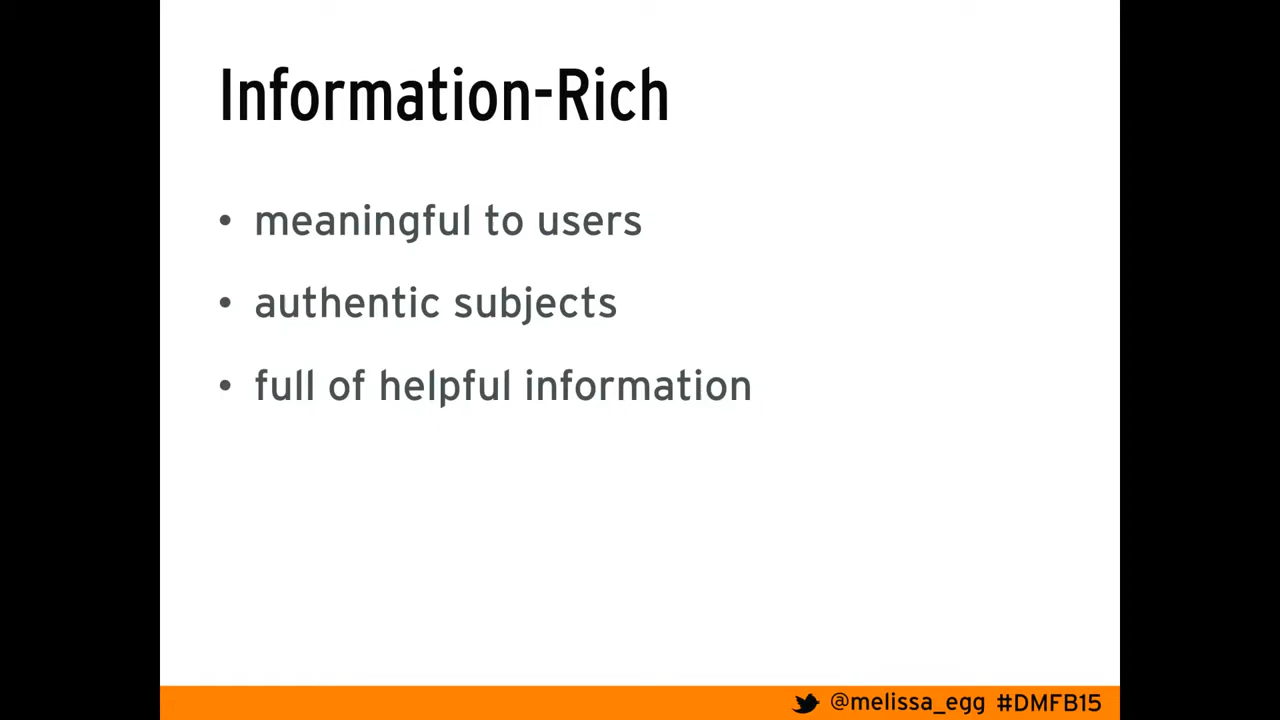 Information-Rich
• meaningful to users
• authentic subjects
• full of helpful information
@melissa_egg #DMFB15